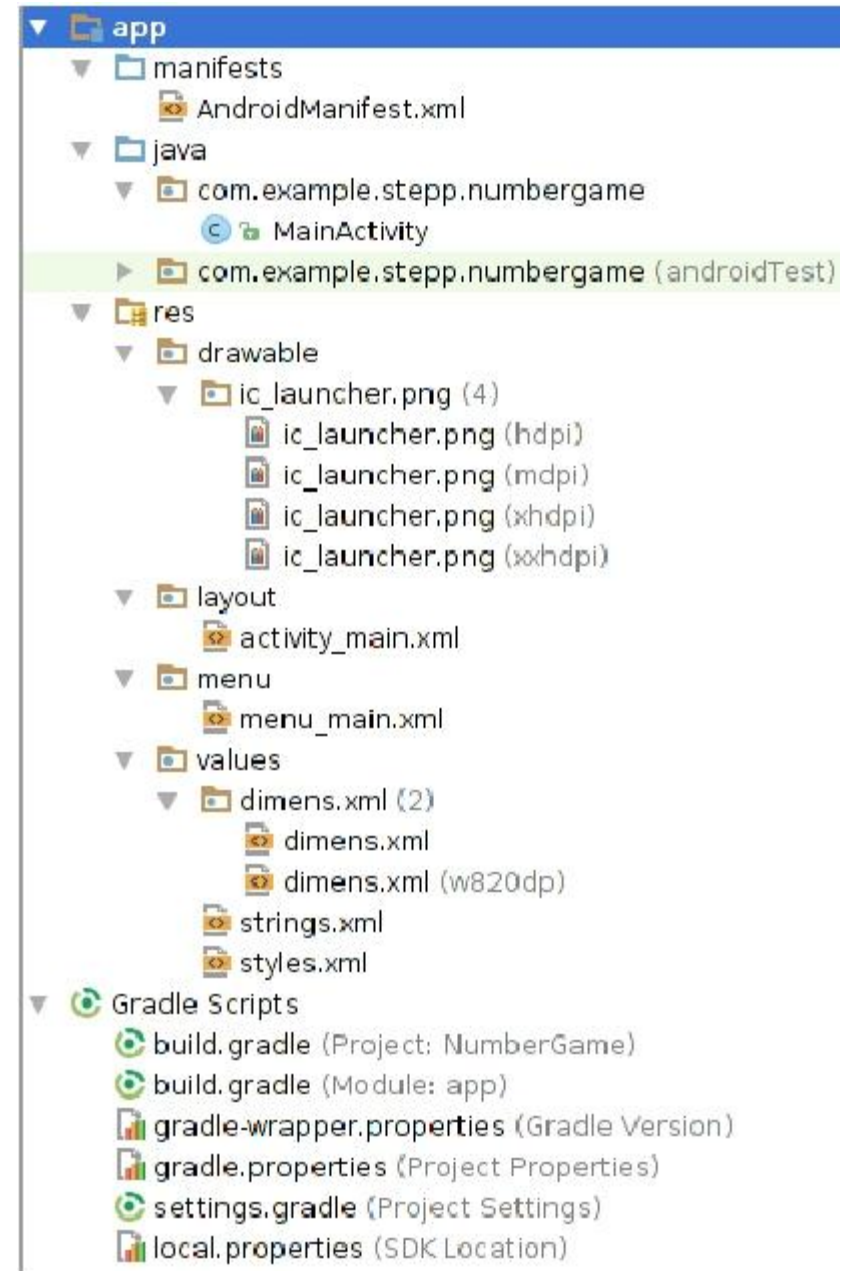 app
manifests
AndroidManifest.xml
java
com.example.stepp.numbergame
MainActivity
com.example.stepp.numbergame (androidTest)
res
drawable
ic_launcher.png (4)
ic_launcher.png (hdpi)
ic_launcher.png (mdpi)
ic_launcher.png (xhdpi)
ic_launcher.png (xxhdpi)
layout
activity_main.xml
menu
menu_main.xml
values
dimens.xml (2)
dimens.xml
dimens.xml (w820dp)
strings.xml
styles.xml
Gradle Scripts
build.gradle (Project: NumberGame)
build.gradle (Module: app)
gradle-wrapper.properties (Gradle Version)
gradle.properties (Project Properties)
settings.gradle (Project Settings)
local.properties (SDK Location)